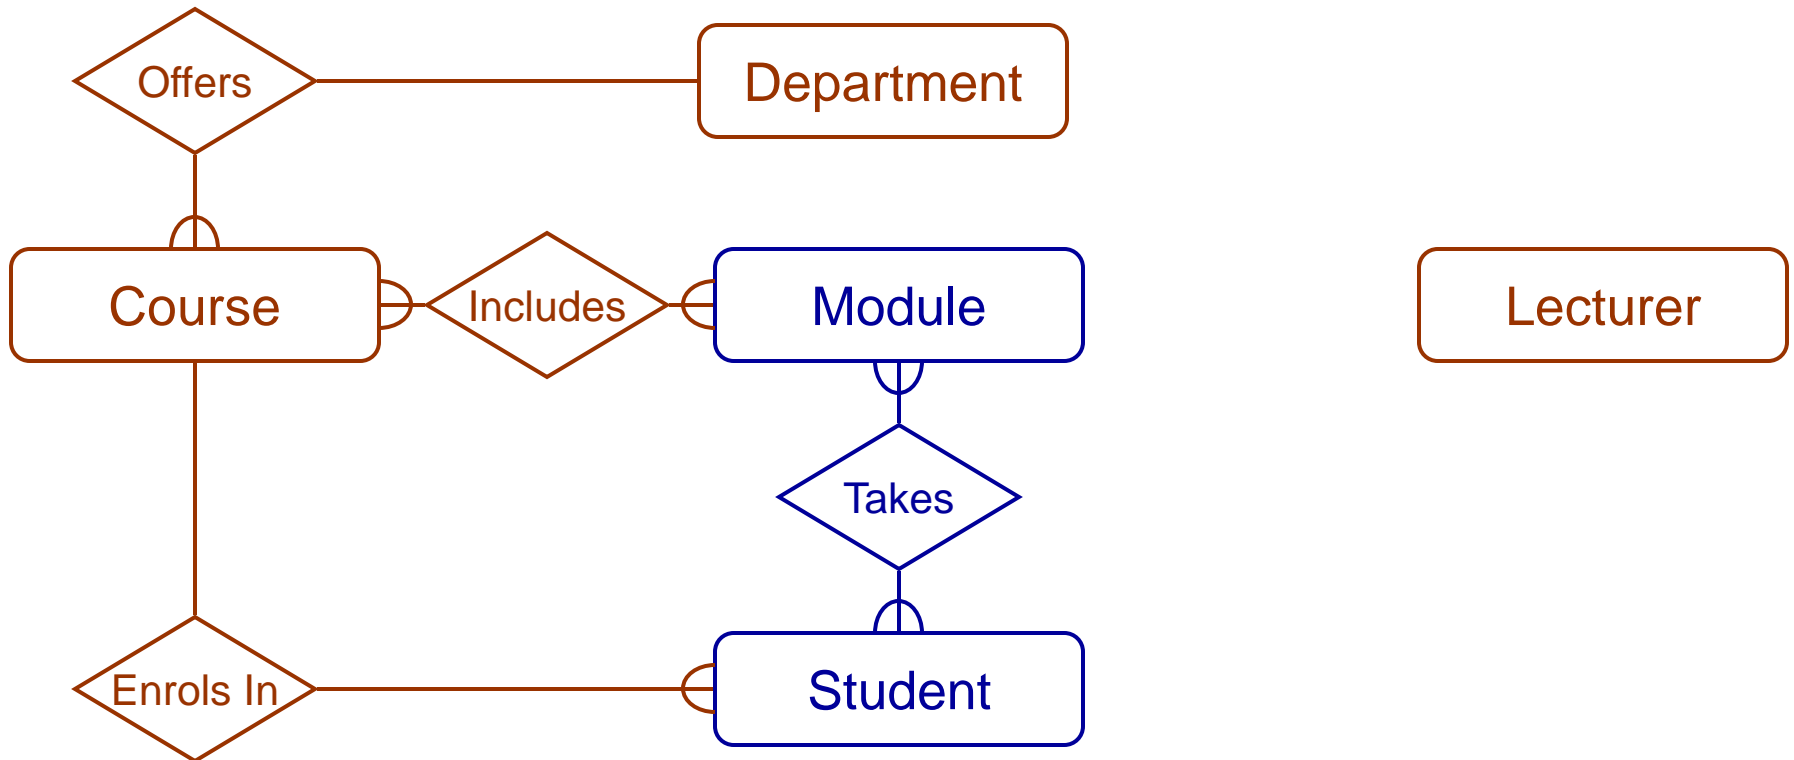 Offers
Department
Course
Includes
Module
Lecturer
Takes
Enrols In
Student